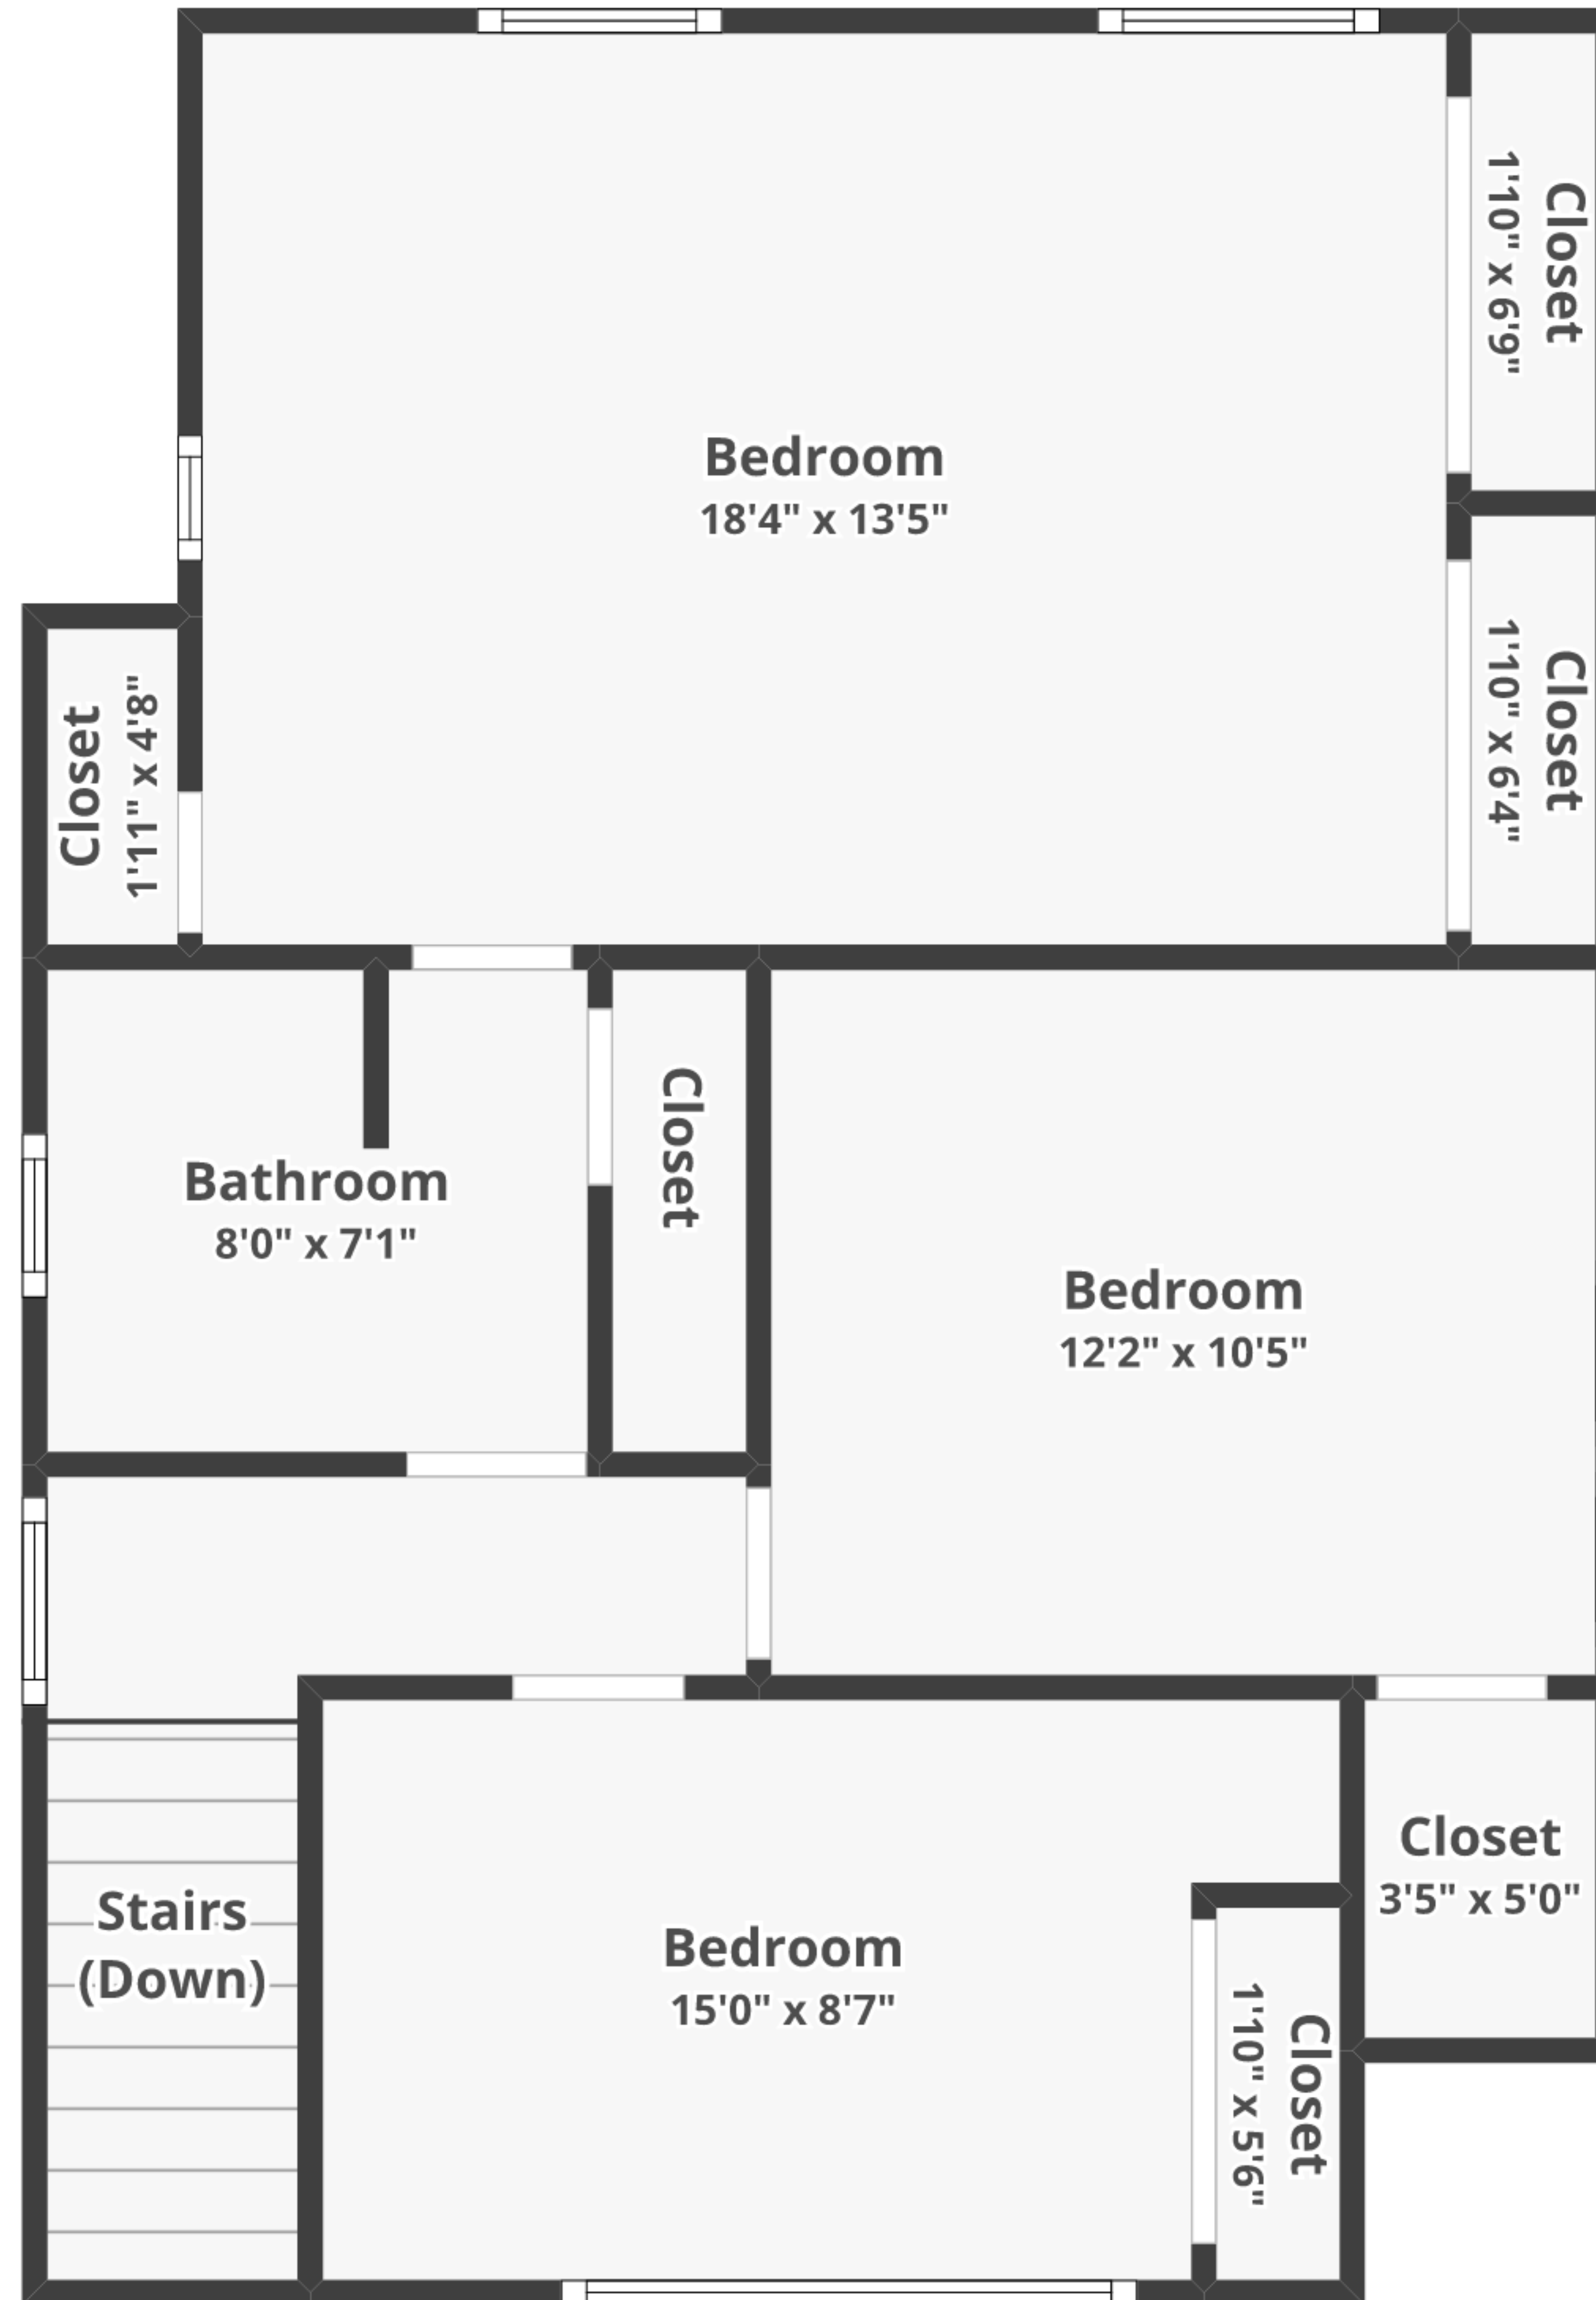 Closet
1'10" x 6'9"
Bedroom
18'4" x 13'5"
Closet
1'10" x 6'4"
Closet
1'11" x 4'8"
Closet
Bathroom
8'0" x 7'1"
Bedroom
12'2" x 10'5"
Closet
3'5" x 5'0"
Stairs
(Down)
Bedroom
15'0" x 8'7"
Closet
1'10" x 5'6"